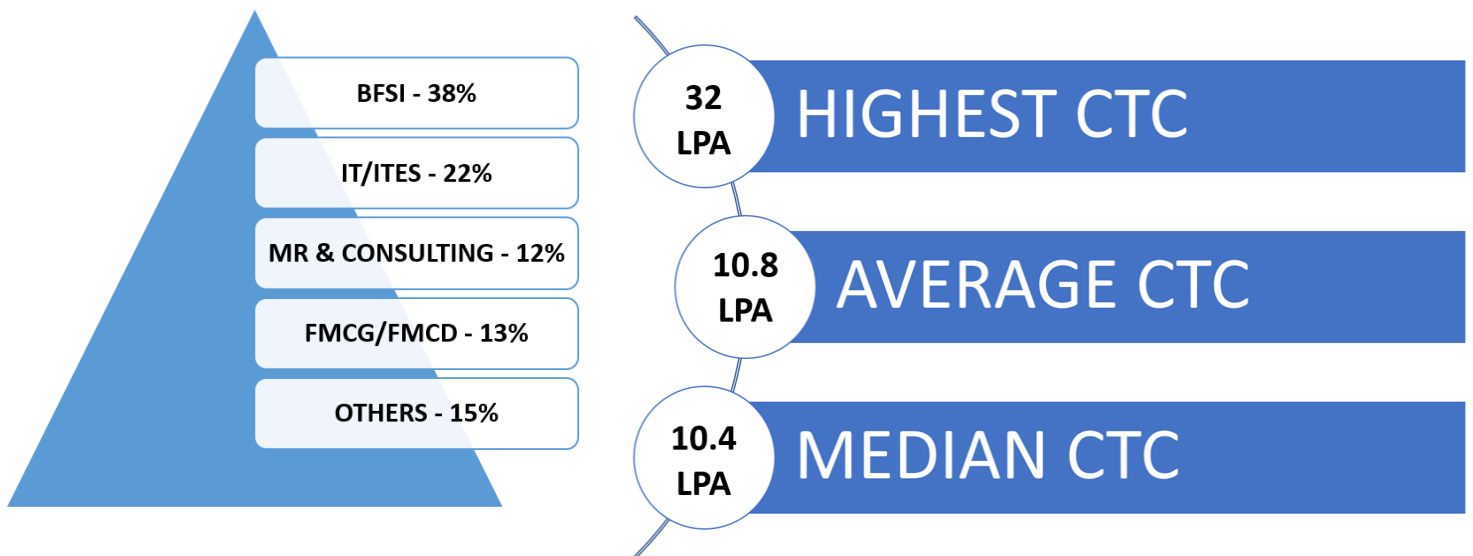 BFSI - 38%
IT/ITES - 22%
MR & CONSULTING - 12%
FMCG/FMCD - 13%
OTHERS - 15%
32
LPA
HIGHEST CTC
10.8
LPA
AVERAGE CTC
10.4
LPA
MEDIAN CTC